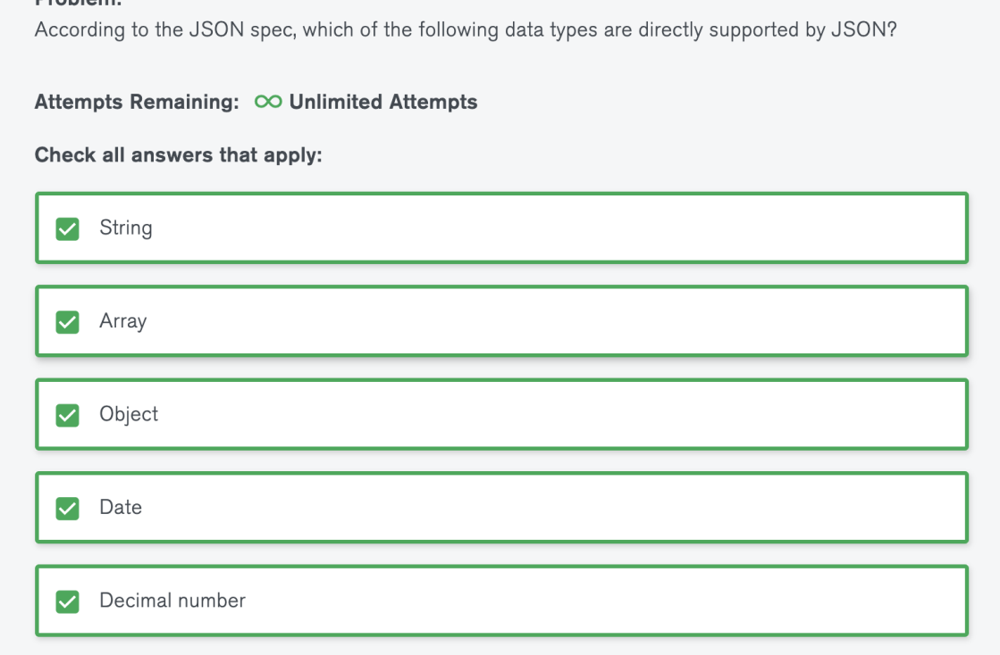 Problem:
According to the JSON spec, which of the following data types are directly supported by JSON?
Attempts Remaining: ∞ Unlimited Attempts
Check all answers that apply:
String
Array
Object
Date
Decimal number